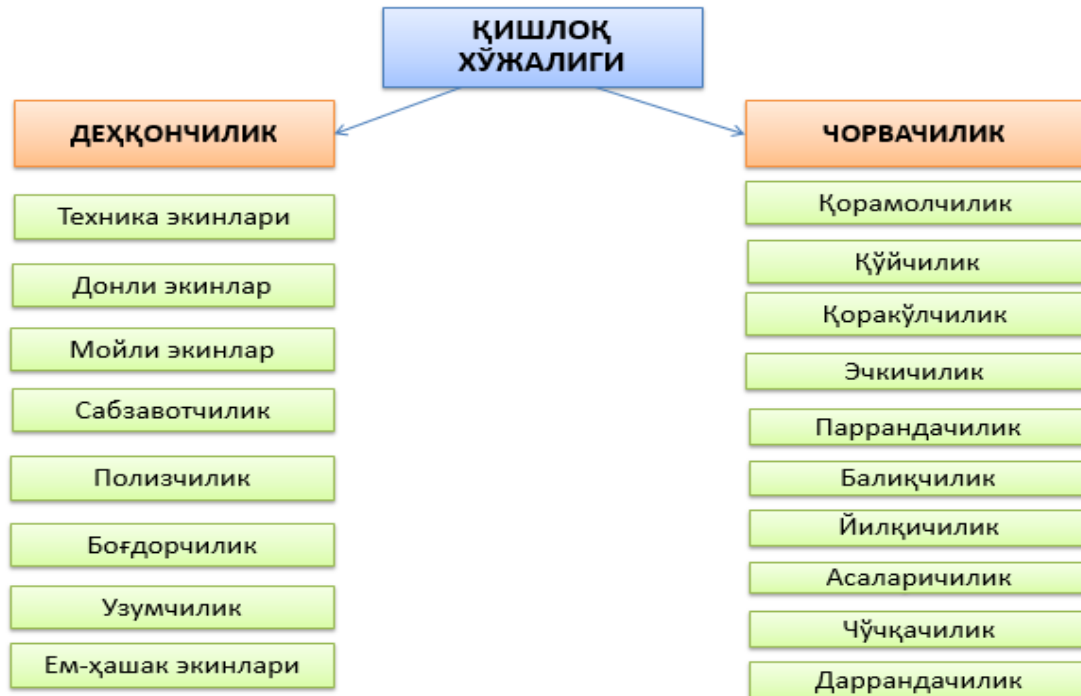 ҚИШЛОҚ
ХЎЖАЛИГИ
ДЕҲҚОНЧИЛИК
Техника экинлари
Донли экинлар
Мойли экинлар
Сабзавотчилик
Полизчилик
Боғдорчилик
Узумчилик
Ем-ҳашак экинлари
ЧОРВАЧИЛИК
Қорамолчилик
Қўйчилик
Қоракўлчилик
Эчкичилик
Паррандачилик
Балиқчилик
Йилқичилик
Асаларичилик
Чўчқачилик
Даррандачилик